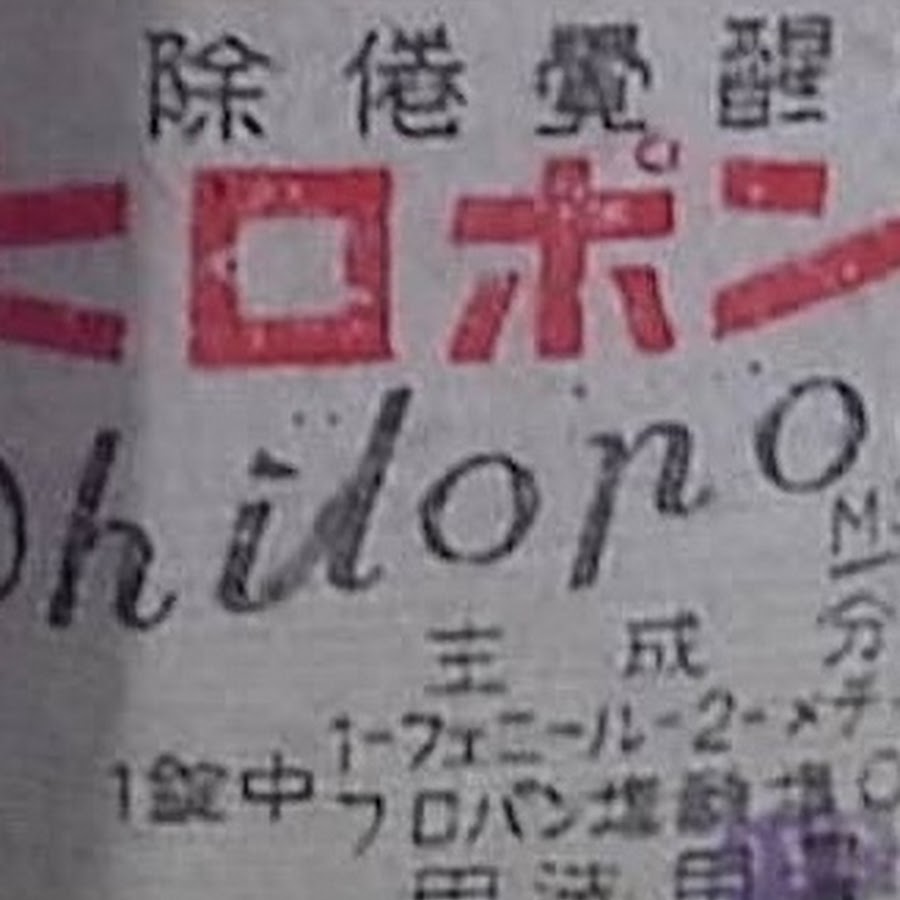 除倦覺醒
ヒロポン
Philopo
主成分
1-フェニール-2-メチ
1錠中
プロパン塩酸塩